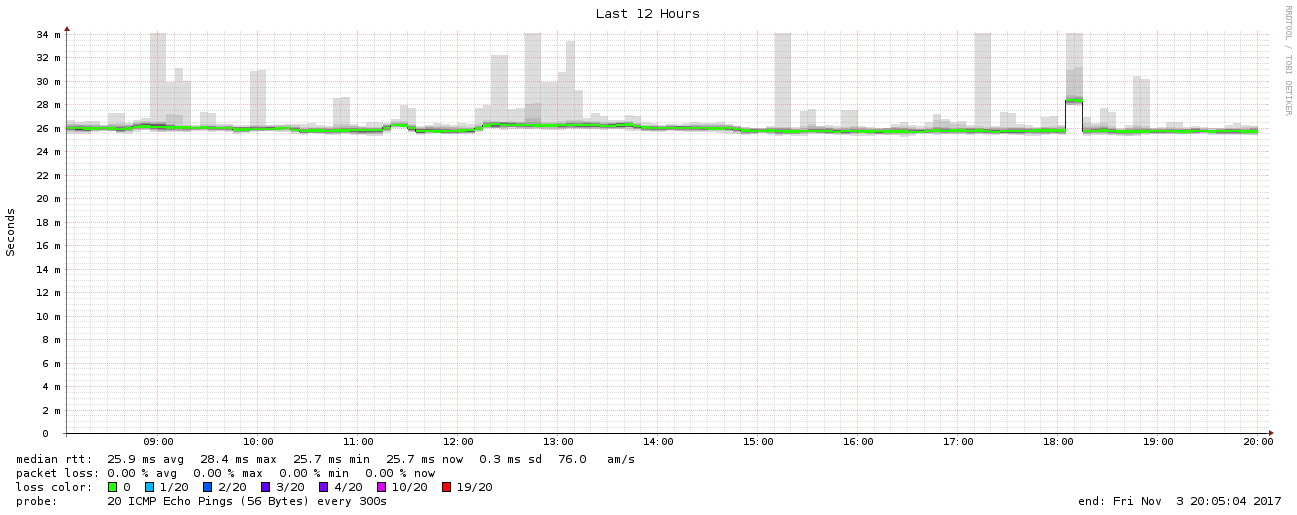 Last 12 Hours
RRDTOOL / TOBI OETIKER
Seconds
34 m
32 m
30 m
28 m
26 m
24 m
22 m
20 m
18 m
16 m
14 m
12 m
10 m
8 m
6 m
4 m
2 m
0
09:00 10:00 11:00 12:00 13:00 14:00 15:00 16:00 17:00 18:00 19:00 20:00
median rtt: 25.9 ms avg 28.4 ms max 25.7 ms min 25.7 ms now 0.3 ms sd 76.0 am/s
packet loss: 0.00 % avg 0.00 % max 0.00 % min 0.00 % now
loss color: 0 1/20 2/20 3/20 4/20 10/20 19/20
probe: 20 ICMP Echo Pings (56 Bytes) every 300s end: Fri Nov 3 20:05:04 2017